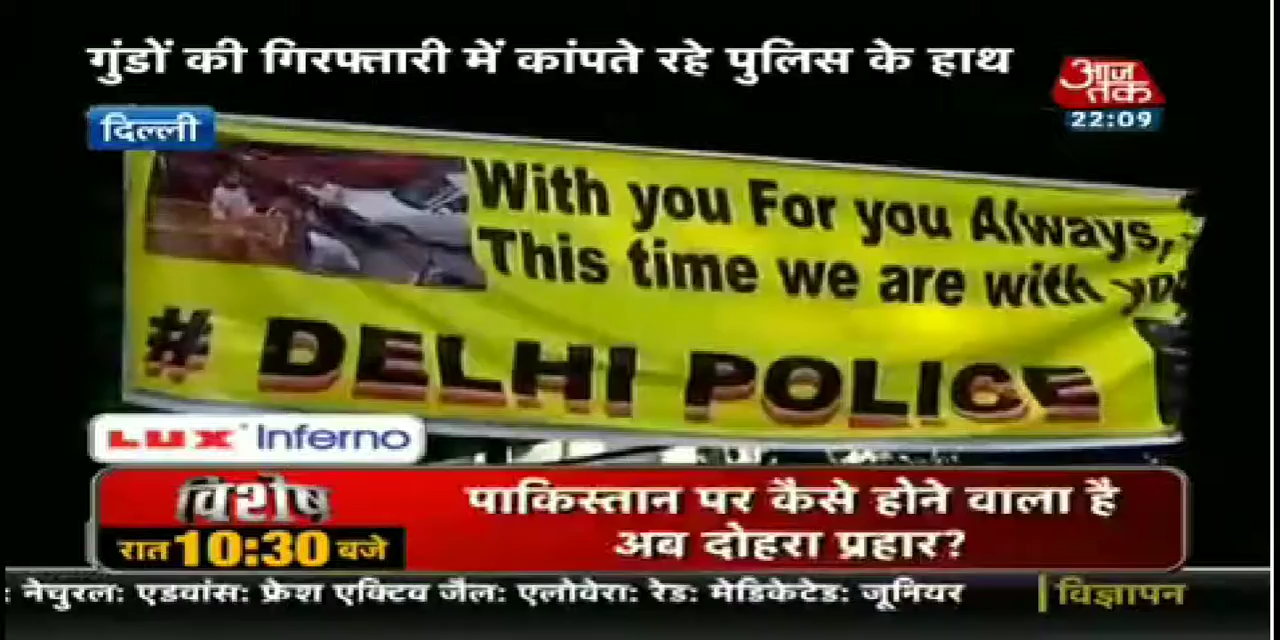 गुंडों की गिरफ्तारी में कांपते रहे पुलिस के हाथ
आज तक
22:09
दिल्ली
With you For you Always,
This time we are with you
# DELHI POLICE
LUX Inferno
विशेष
रात 10:30 बजे
पाकिस्तान पर कैसे होने वाला है
अब दोहरा प्रहार?
: नेचुरल: एडवांस: फ्रेश एक्टिव जैल: एलोवेरा: रेड: मेडिकेटेड: जूनियर
विज्ञापन